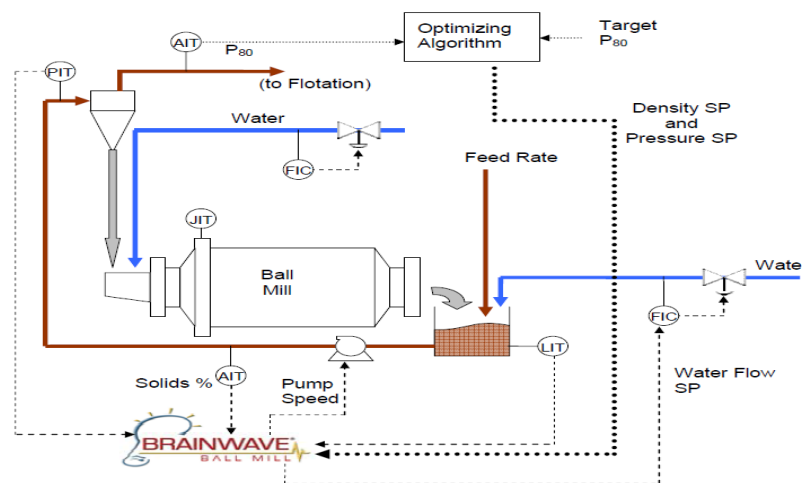 Optimizing
Algorithm
Target
P80
AIT
P80
PIT
(to Flotation)
Density SP
and
Pressure SP
Water
FIC
Feed Rate
JIT
Ball
Mill
Wate
FIC
LIT
Solids %
AIT
Pump
Speed
Water Flow
SP
BRAINWAVE®
BALL MILL